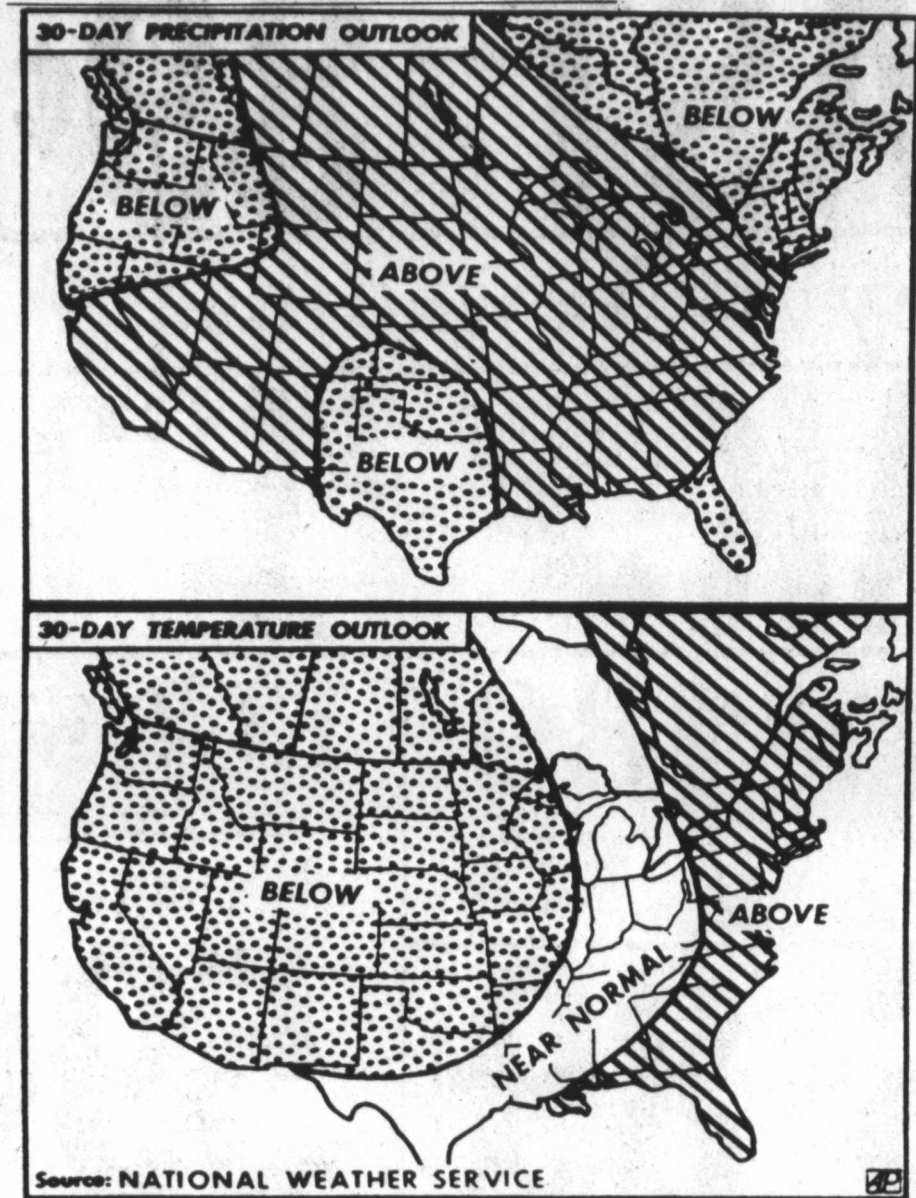 30-DAY PRECIPITATION OUTLOOK
BELOW
BELOW
ABOVE
BELOW
30-DAY TEMPERATURE OUTLOOK
BELOW
ABOVE
NEAR NORMAL
Source: NATIONAL WEATHER SERVICE
AP